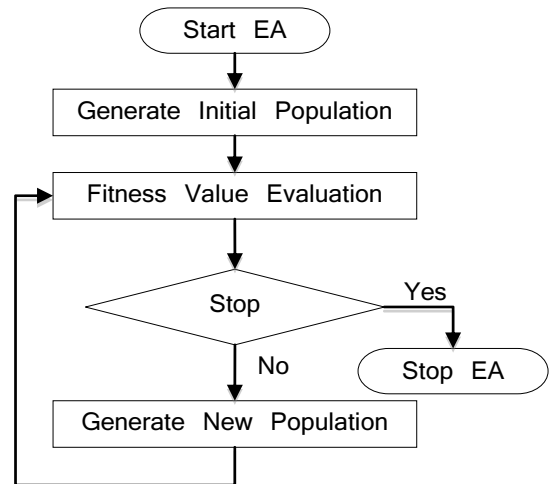 Start EA
Generate Initial Population
Fitness Value Evaluation
Stop
Yes
No
Stop EA
Generate New Population